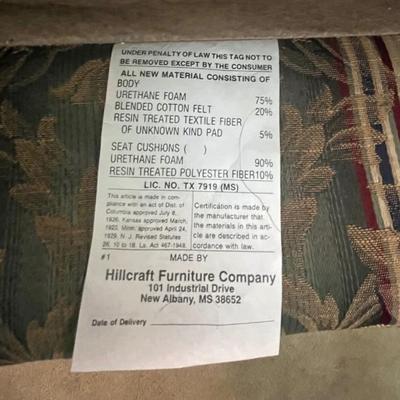 UNDER PENALTY OF LAW THIS TAG NOT TO
BE REMOVED EXCEPT BY THE CONSUMER
ALL NEW MATERIAL CONSISTING OF
BODY
URETHANE FOAM 75%
BLENDED COTTON FELT 20%
RESIN TREATED TEXTILE FIBER
OF UNKNOWN KIND PAD 5%
SEAT CUSHIONS ( )
URETHANE FOAM 90%
RESIN TREATED POLYESTER FIBER10%
LIC. NO. TX 7919 (MS)
This article is made in com-
pliance with an act of Dist. of
Columbia approved July 8,
1926, Kansas approved March,
1923, Minn. approved April 24,
1929, N. J. Revised Statutes
26, 10 to 18. La. Act 467-1948.
Certification is made by
the manufacturer that
the materials in this arti-
cle are described in ac-
cordance with law.
#1 MADE BY
Hillcraft Furniture Company
101 Industrial Drive
New Albany, MS 38652
Date of Delivery